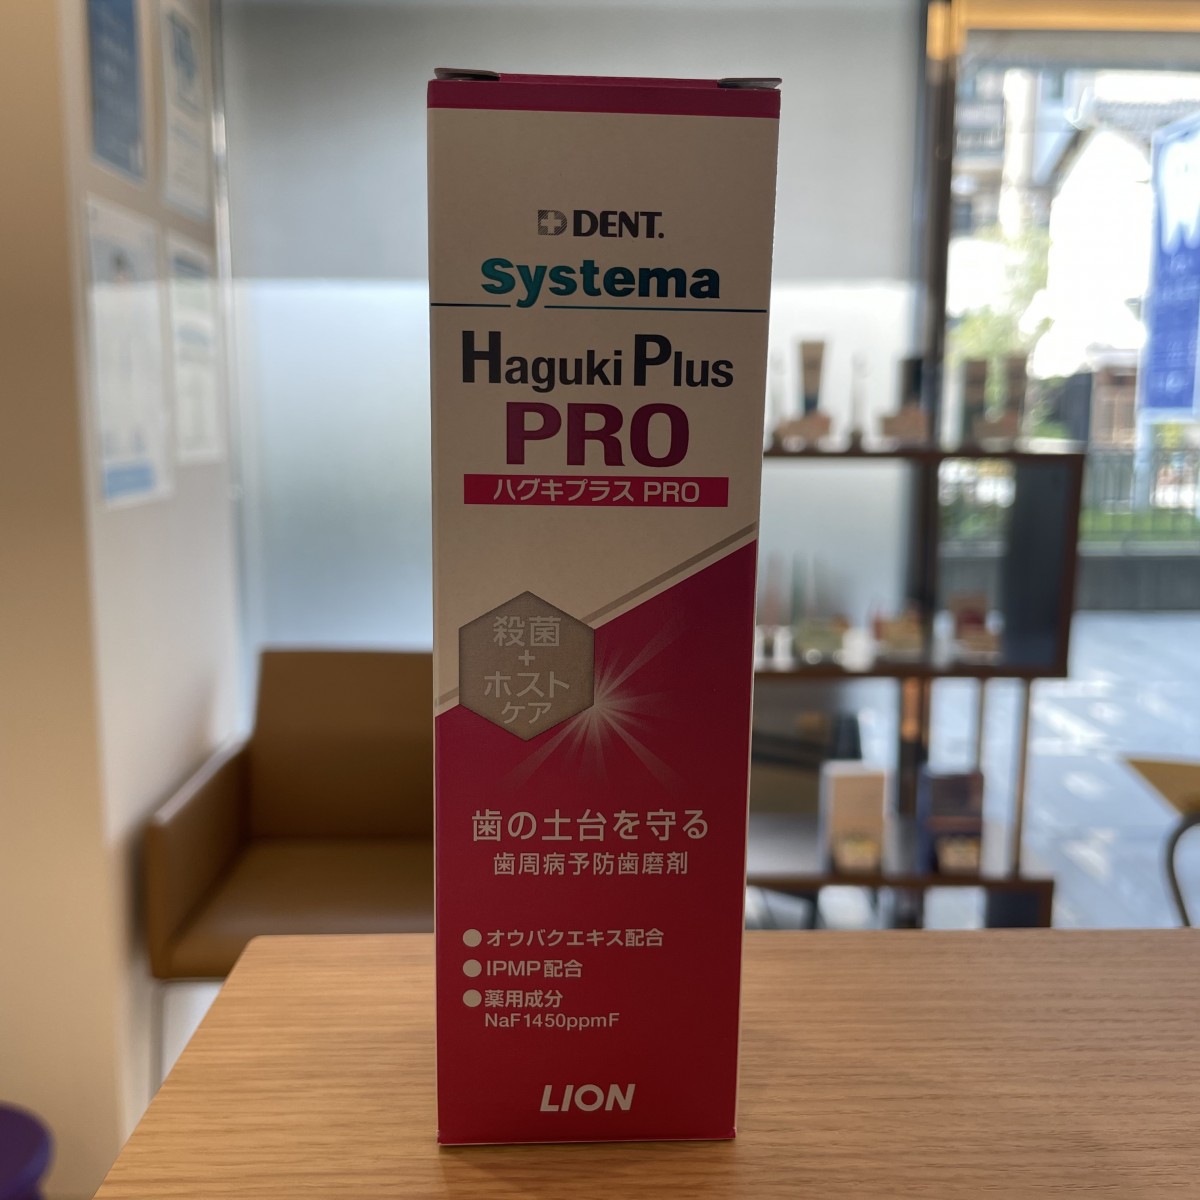 DENT.
Systema
Haguki Plus
PRO
ハグキプラス PRO
殺菌
+
ホスト
ケア
歯の土台を守る
歯周病予防歯磨剤
●オウバクエキス配合
●IPMP配合
●薬用成分
NaF1450ppmF
LION